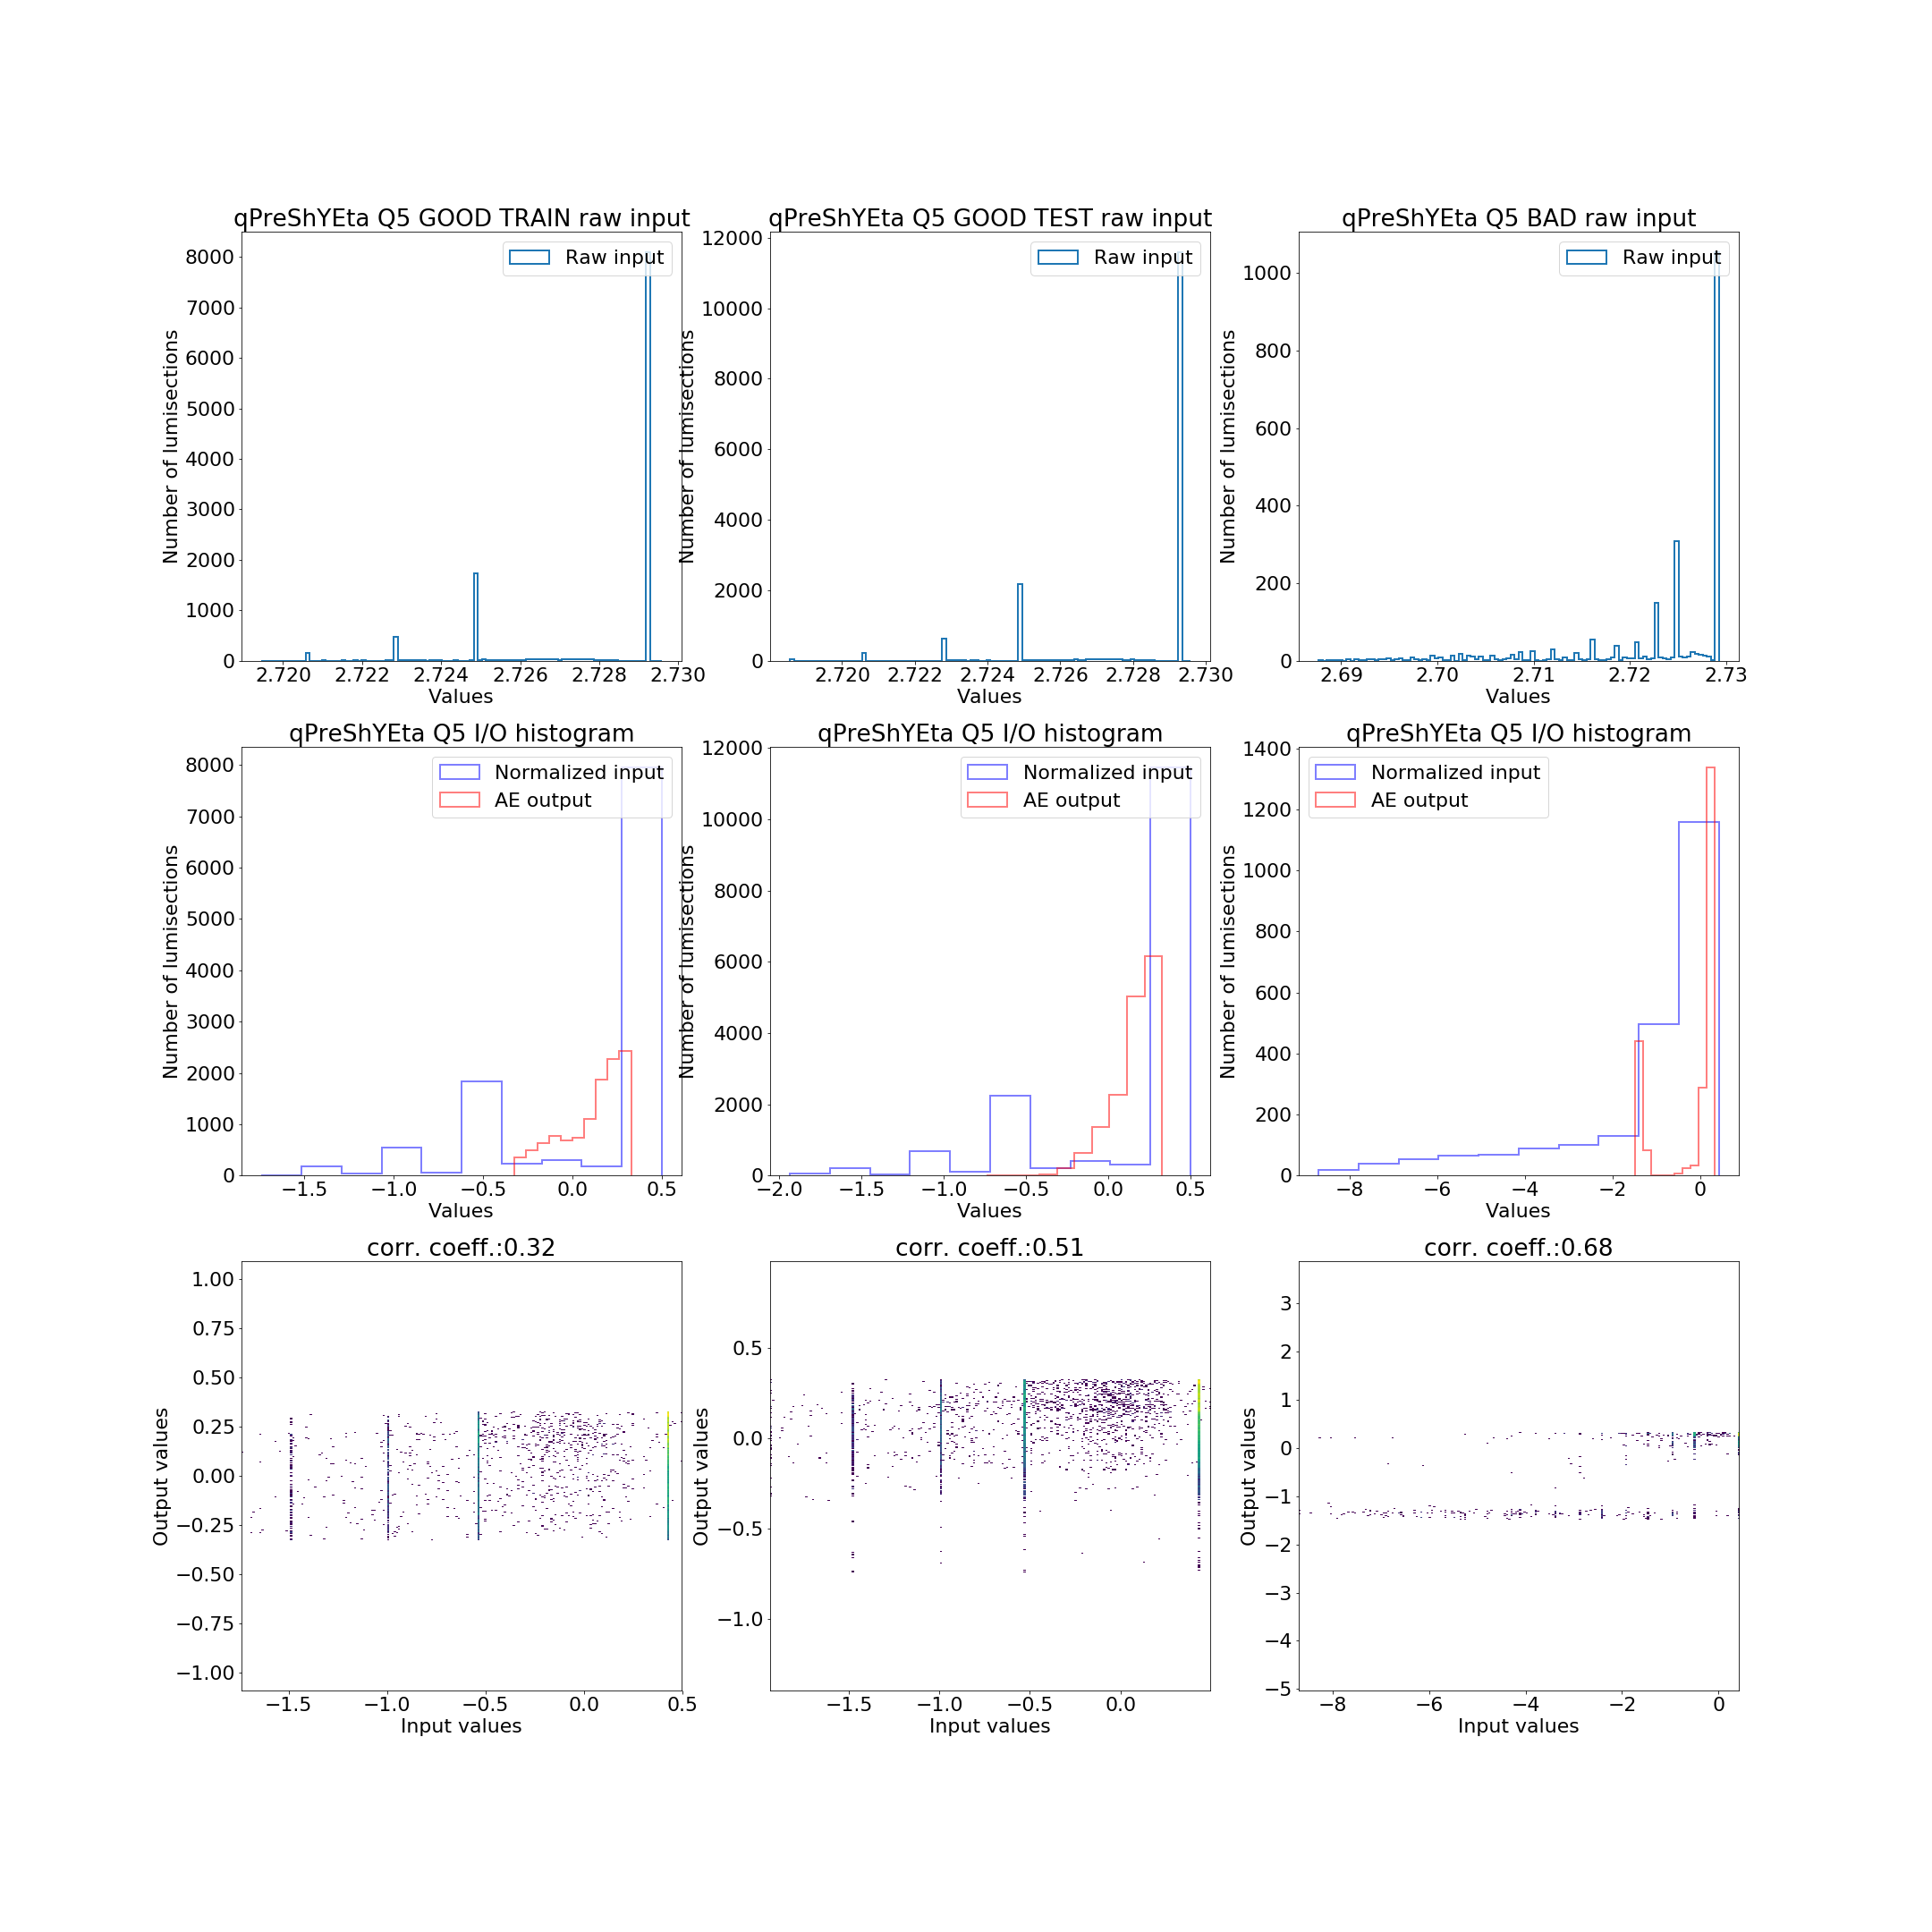 qPreShYEta Q5 GOOD TRAIN raw input
qPreShYEta Q5 GOOD TEST raw input
qPreShYEta Q5 BAD raw input
Number of lumisections
8000
7000
6000
5000
4000
3000
2000
1000
0
Raw input
2.720 2.722 2.724 2.726 2.728 2.730
Values
Number of lumisections
12000
10000
8000
6000
4000
2000
0
Raw input
2.720 2.722 2.724 2.726 2.728 2.730
Values
Number of lumisections
1000
800
600
400
200
0
Raw input
2.69 2.70 2.71 2.72 2.73
Values
qPreShYEta Q5 I/O histogram
qPreShYEta Q5 I/O histogram
qPreShYEta Q5 I/O histogram
Number of lumisections
8000
7000
6000
5000
4000
3000
2000
1000
0
Normalized input
AE output
−1.5 −1.0 −0.5 0.0 0.5
Values
Number of lumisections
12000
10000
8000
6000
4000
2000
0
Normalized input
AE output
−2.0 −1.5 −1.0 −0.5 0.0 0.5
Values
Number of lumisections
1400
1200
1000
800
600
400
200
0
Normalized input
AE output
−8 −6 −4 −2 0
Values
corr. coeff.:0.32
corr. coeff.:0.51
corr. coeff.:0.68
Output values
1.00
0.75
0.50
0.25
0.00
−0.25
−0.50
−0.75
−1.00
−1.5 −1.0 −0.5 0.0 0.5
Input values
Output values
0.5
0.0
−0.5
−1.0
−1.5 −1.0 −0.5 0.0
Input values
Output values
3
2
1
0
−1
−2
−3
−4
−5
−8 −6 −4 −2 0
Input values